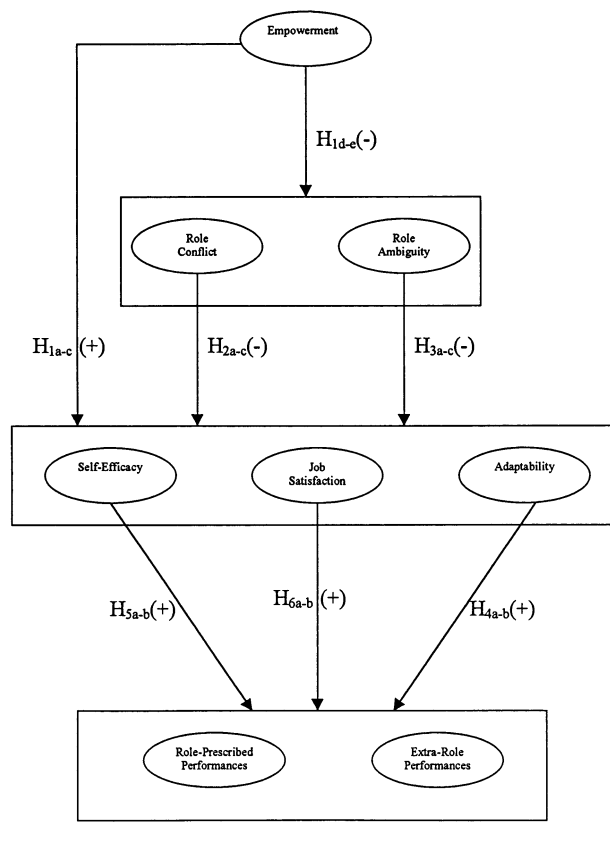 Empowerment
H1d-e(-)
Role
Conflict
Role
Ambiguity
H1a-c (+)
H2a-c(-)
H3a-c(-)
Self-Efficacy
Job
Satisfaction
Adaptability
H5a-b(+)
H6a-b(+)
H4a-b(+)
Role-Prescribed
Performances
Extra-Role
Performances